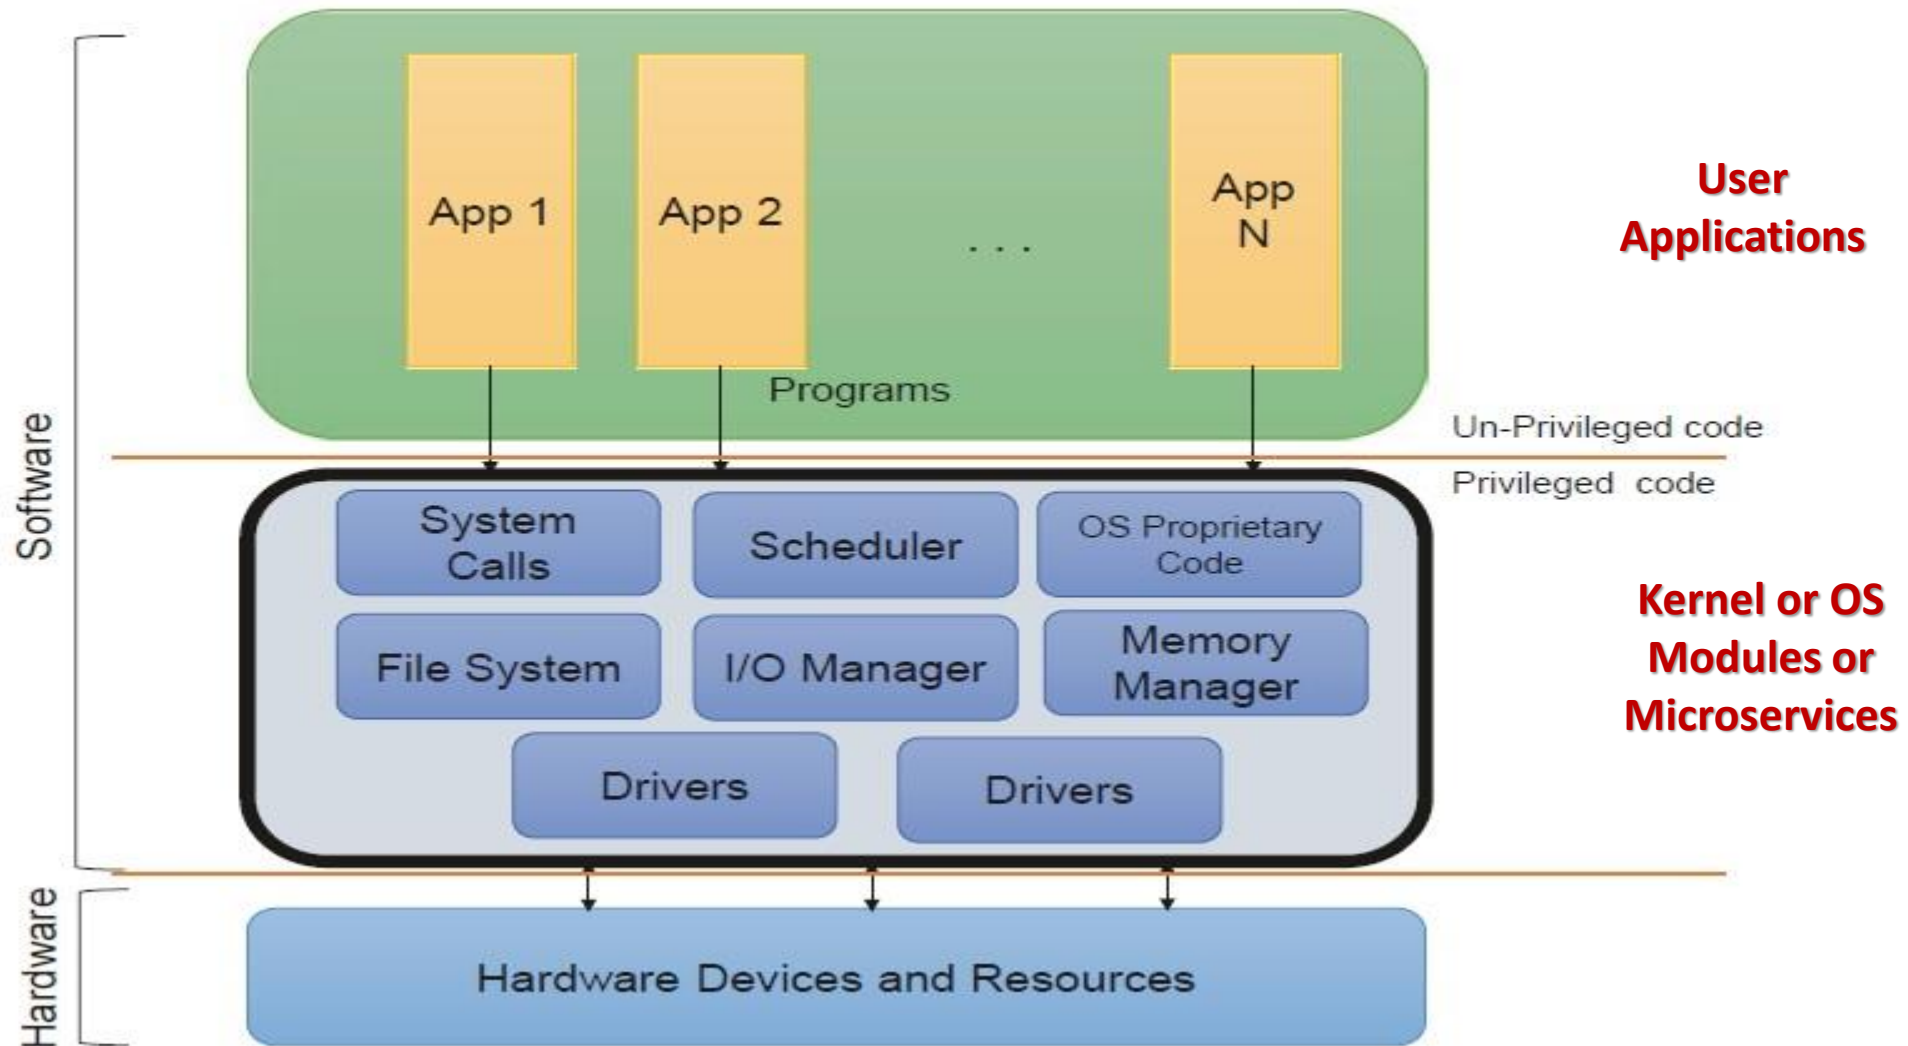 Software
App 1
App 2
. . .
App
N
Programs
User
Applications
Un-Privileged code
Privileged code
System
Calls
Scheduler
OS Proprietary
Code
File System
I/O Manager
Memory
Manager
Drivers
Drivers
Kernel or OS
Modules or
Microservices
Hardware
Hardware Devices and Resources